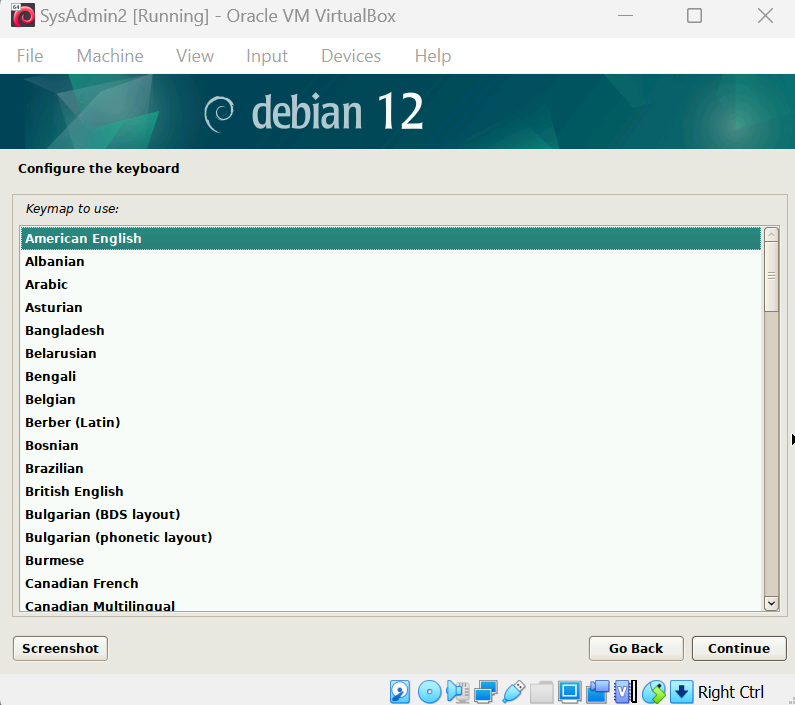 SysAdmin2 [Running] - Oracle VM VirtualBox
File Machine View Input Devices Help
debian 12
Configure the keyboard
Keymap to use:
American English
Albanian
Arabic
Asturian
Bangladesh
Belarusian
Bengali
Belgian
Berber (Latin)
Bosnian
Brazilian
British English
Bulgarian (BDS layout)
Bulgarian (phonetic layout)
Burmese
Canadian French
Canadian Multilingual
Screenshot Go Back Continue
Right Ctrl